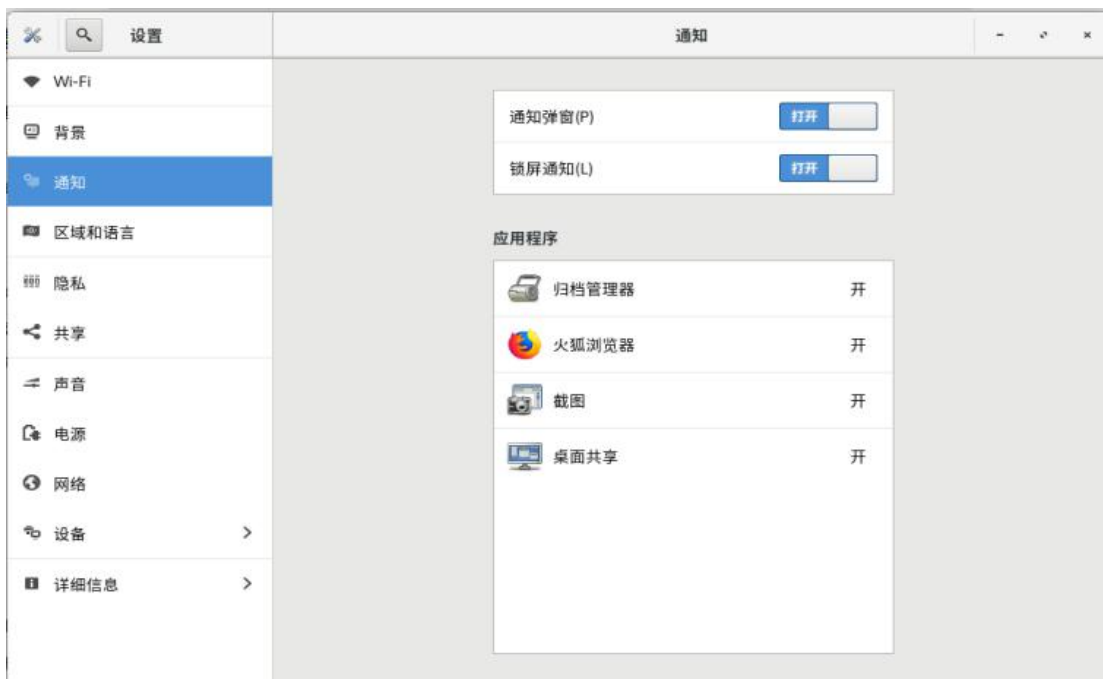 设置
通知
Wi-Fi
背景
通知
区域和语言
隐私
共享
声音
电源
网络
设备
详细信息
通知弹窗(P) 打开
锁屏通知(L) 打开
应用程序
归档管理器 开
火狐浏览器 开
截图 开
桌面共享 开